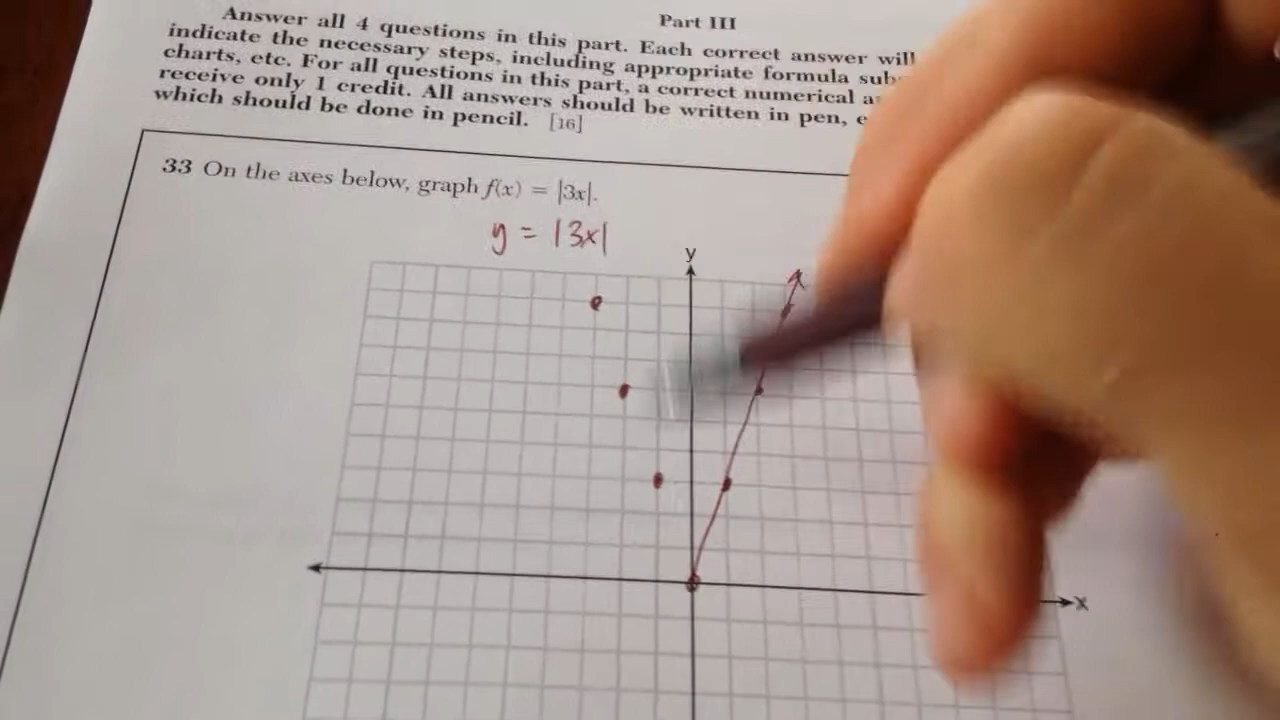 Part III
Answer all 4 questions in this part. Each correct answer will
indicate the necessary steps, including appropriate formula
charts, etc. For all questions in this part, a correct numerical
receive only 1 credit. All answers should be written in pen,
which should be done in pencil. [16]
33 On the axes below, graph f(x) = |3x|.
y = |3x|
y
x